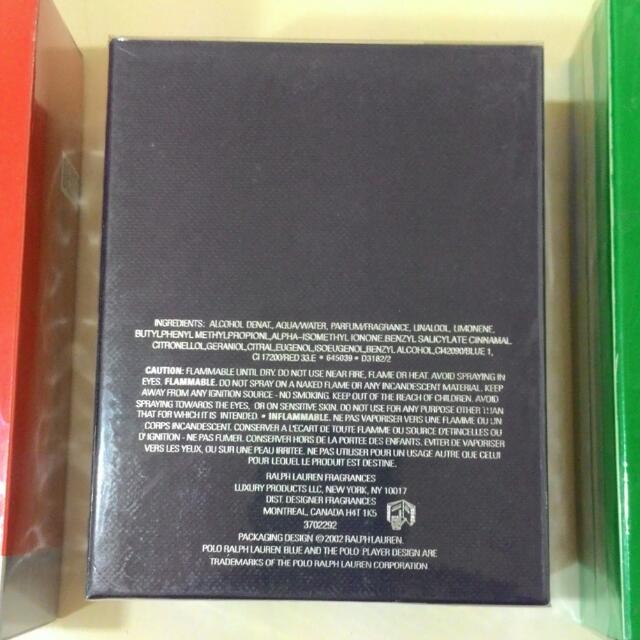 INGREDIENTS: ALCOHOL DENAT., AQUA/WATER, PARFUM/FRAGRANCE, LINALOOL, LIMONENE,
BUTYLPHENYL METHYLPROPIONL,ALPHA-ISOMETHYL IONONE.BENZYL SALICYLATE CINNAMAL
CITRONELLOL,GERANIOL,CITRAL,EUGENOL,ISOEUGENOL,BENZYL ALCOHOL,CI42090/BLUE 1,
CI 17200/RED 33.E • 645039 • D3182/2
CAUTION: FLAMMABLE UNTIL DRY. DO NOT USE NEAR FIRE, FLAME OR HEAT. AVOID SPRAYING IN
EYES. FLAMMABLE. DO NOT SPRAY ON A NAKED FLAME OR ANY INCANDESCENT MATERIAL. KEEP
AWAY FROM ANY IGNITION SOURCE - NO SMOKING. KEEP OUT OF THE REACH OF CHILDREN. AVOID
SPRAYING TOWARDS THE EYES, OR ON SENSITIVE SKIN. DO NOT USE FOR ANY PURPOSE OTHER THAN
THAT FOR WHICH IT IS INTENDED • INFLAMMABLE. NE PAS VAPORISER VERS UNE FLAMME OU UN
CORPS INCANDESCENT. CONSERVER A L'ECART DE TOUTE FLAMME OU SOURCE D'ETINCELLES OU
D' IGNITION - NE PAS FUMER. CONSERVER HORS DE LA PORTEE DES ENFANTS. EVITER DE VAPORISER
VERS LES YEUX, OU SUR UNE PEAU IRRITEE. NE PAS UTILISER POUR UN USAGE AUTRE QUE CELUI
POUR LEQUEL LE PRODUIT EST DESTINE.
RALPH LAUREN FRAGRANCES
LUXURY PRODUCTS LLC, NEW YORK, NY 10017
DIST. DESIGNER FRAGRANCES
MONTREAL, CANADA H4T 1K5
3702292
PACKAGING DESIGN © 2002 RALPH LAUREN.
POLO RALPH LAUREN BLUE AND THE POLO PLAYER DESIGN ARE
TRADEMARKS OF THE POLO RALPH LAUREN CORPORATION.